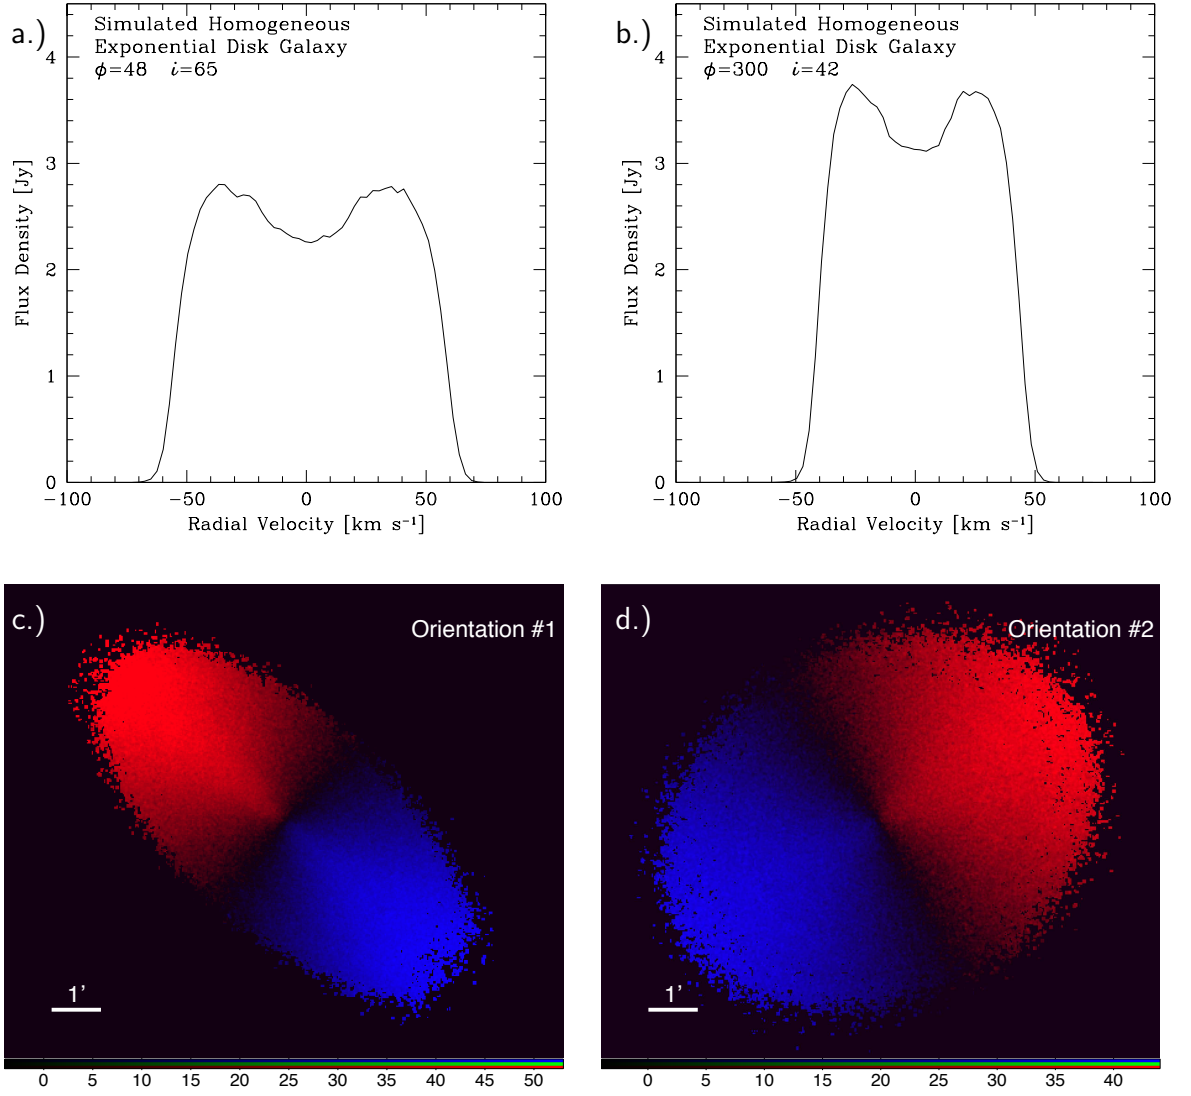 a.)
Simulated Homogeneous
Exponential Disk Galaxy
ϕ=48 i=65
4
3
2
1
0
Flux Density [Jy]
−100 −50 0 50 100
Radial Velocity [km s⁻¹]
b.)
Simulated Homogeneous
Exponential Disk Galaxy
ϕ=300 i=42
4
3
2
1
0
Flux Density [Jy]
−100 −50 0 50 100
Radial Velocity [km s⁻¹]
c.)
Orientation #1
1’
0 5 10 15 20 25 30 35 40 45 50
d.)
Orientation #2
1’
0 5 10 15 20 25 30 35 40